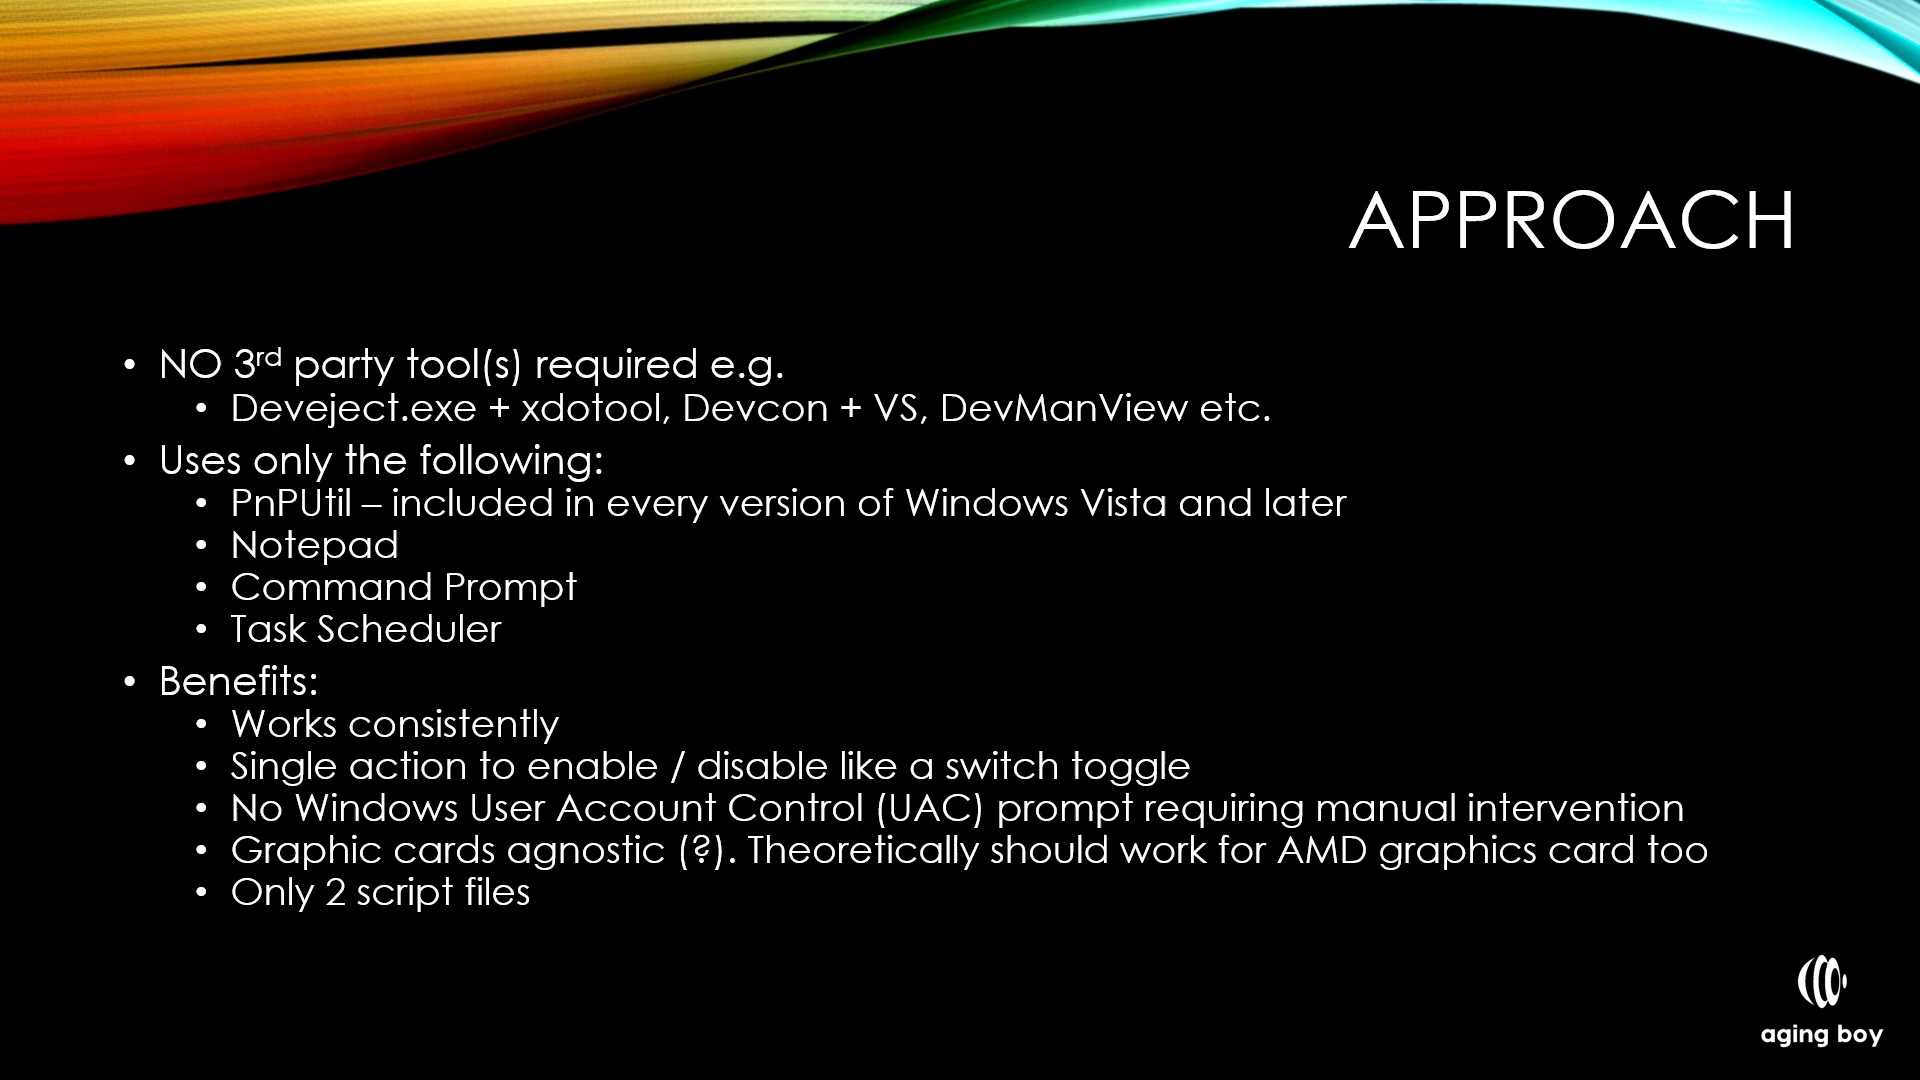 APPROACH
• NO 3rd party tool(s) required e.g.
• Deveject.exe + xdotool, Devcon + VS, DevManView etc.
• Uses only the following:
• PnPUtil – included in every version of Windows Vista and later
• Notepad
• Command Prompt
• Task Scheduler
• Benefits:
• Works consistently
• Single action to enable / disable like a switch toggle
• No Windows User Account Control (UAC) prompt requiring manual intervention
• Graphic cards agnostic (?). Theoretically should work for AMD graphics card too
• Only 2 script files
aging boy